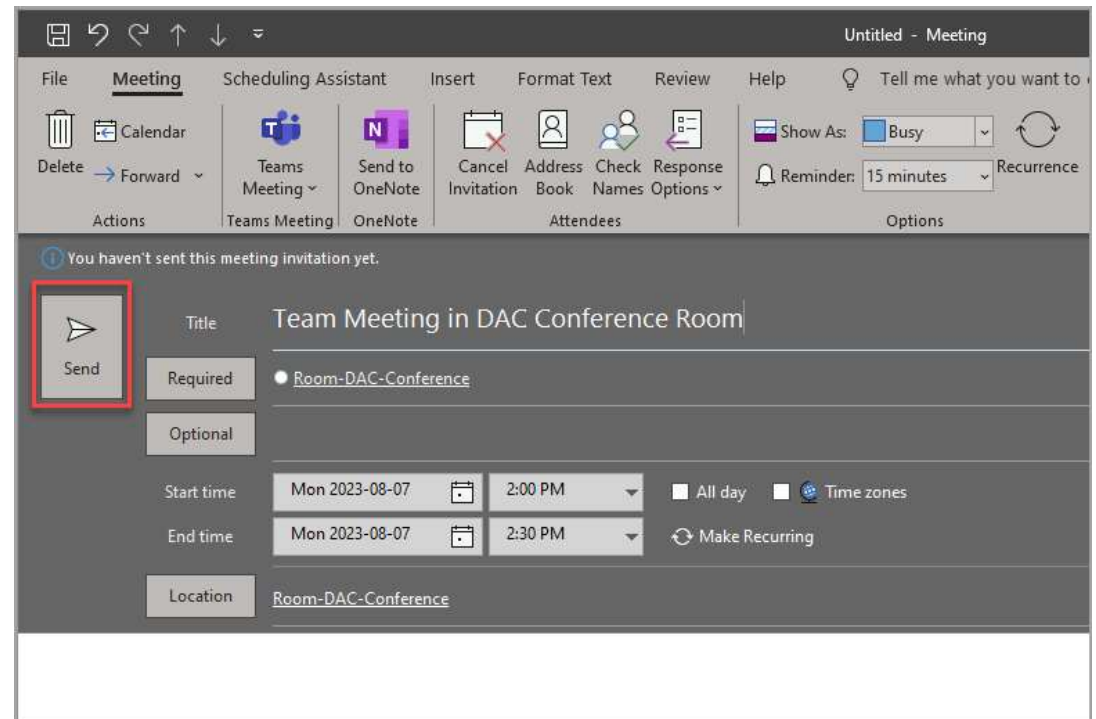 Untitled - Meeting
File Meeting Scheduling Assistant Insert Format Text Review Help Tell me what you want to
Delete
Calendar
Forward
Actions
Teams
Meeting
Teams Meeting
Send to
OneNote
OneNote
Cancel
Invitation
Address
Book
Check
Names
Response
Options
Attendees
Show As: Busy
Reminder: 15 minutes
Recurrence
Options
You haven't sent this meeting invitation yet.
Send
Title Team Meeting in DAC Conference Room
Required Room-DAC-Conference
Optional
Start time Mon 2023-08-07 2:00 PM All day Time zones
End time Mon 2023-08-07 2:30 PM Make Recurring
Location Room-DAC-Conference